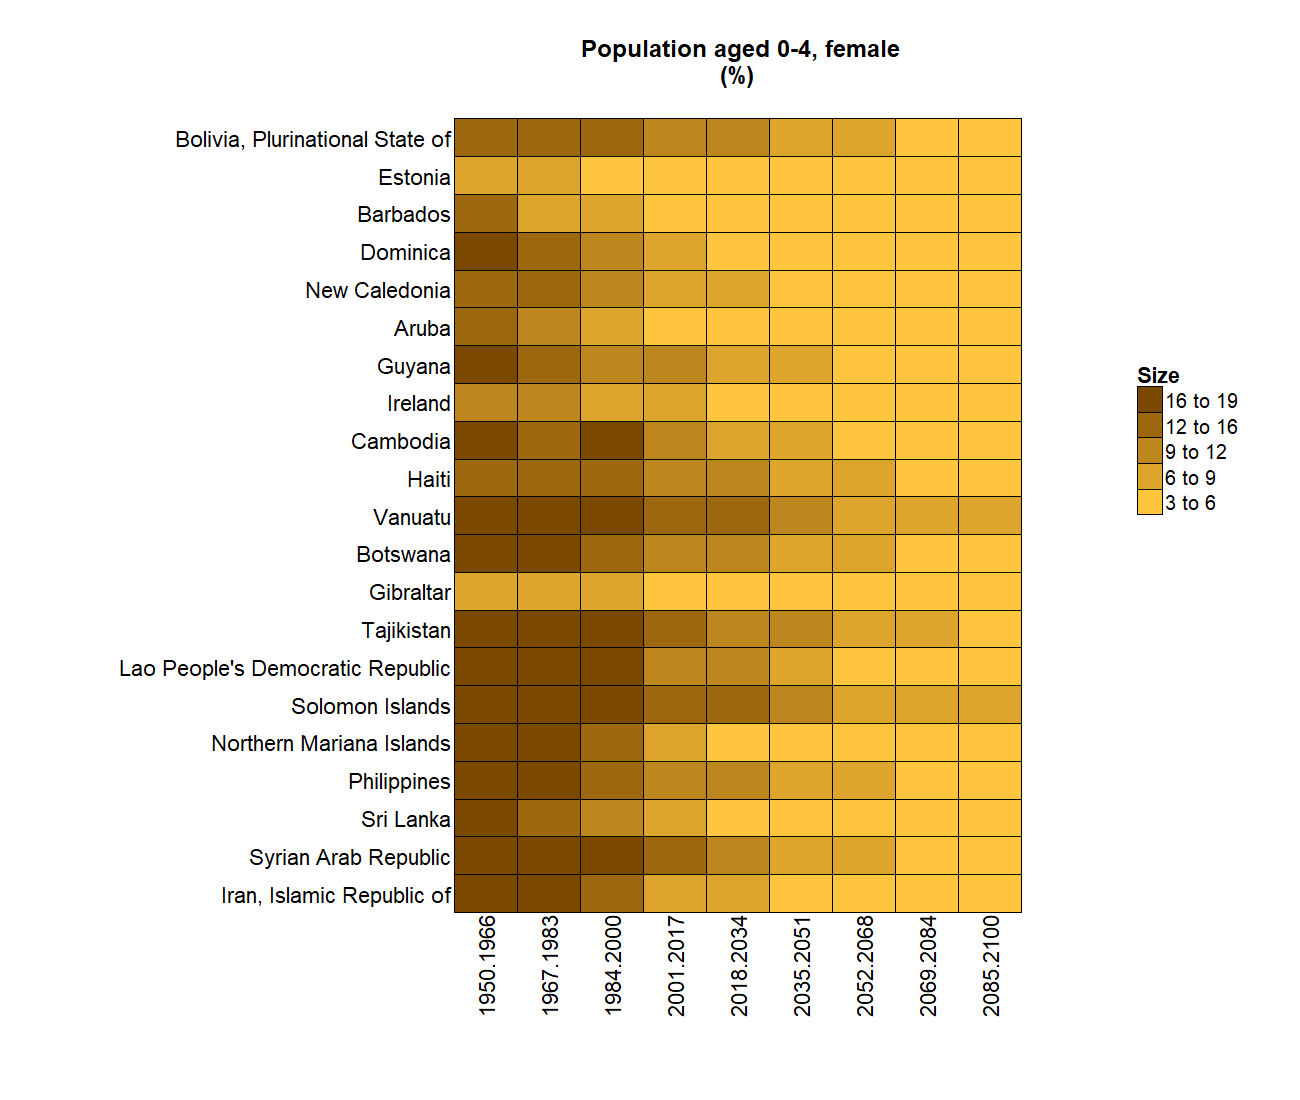 Population aged 0-4, female
(%)
Bolivia, Plurinational State of
Estonia
Barbados
Dominica
New Caledonia
Aruba
Guyana
Ireland
Cambodia
Haiti
Vanuatu
Botswana
Gibraltar
Tajikistan
Lao People's Democratic Republic
Solomon Islands
Northern Mariana Islands
Philippines
Sri Lanka
Syrian Arab Republic
Iran, Islamic Republic of
1950.1966
1967.1983
1984.2000
2001.2017
2018.2034
2035.2051
2052.2068
2069.2084
2085.2100
Size
16 to 19
12 to 16
9 to 12
6 to 9
3 to 6